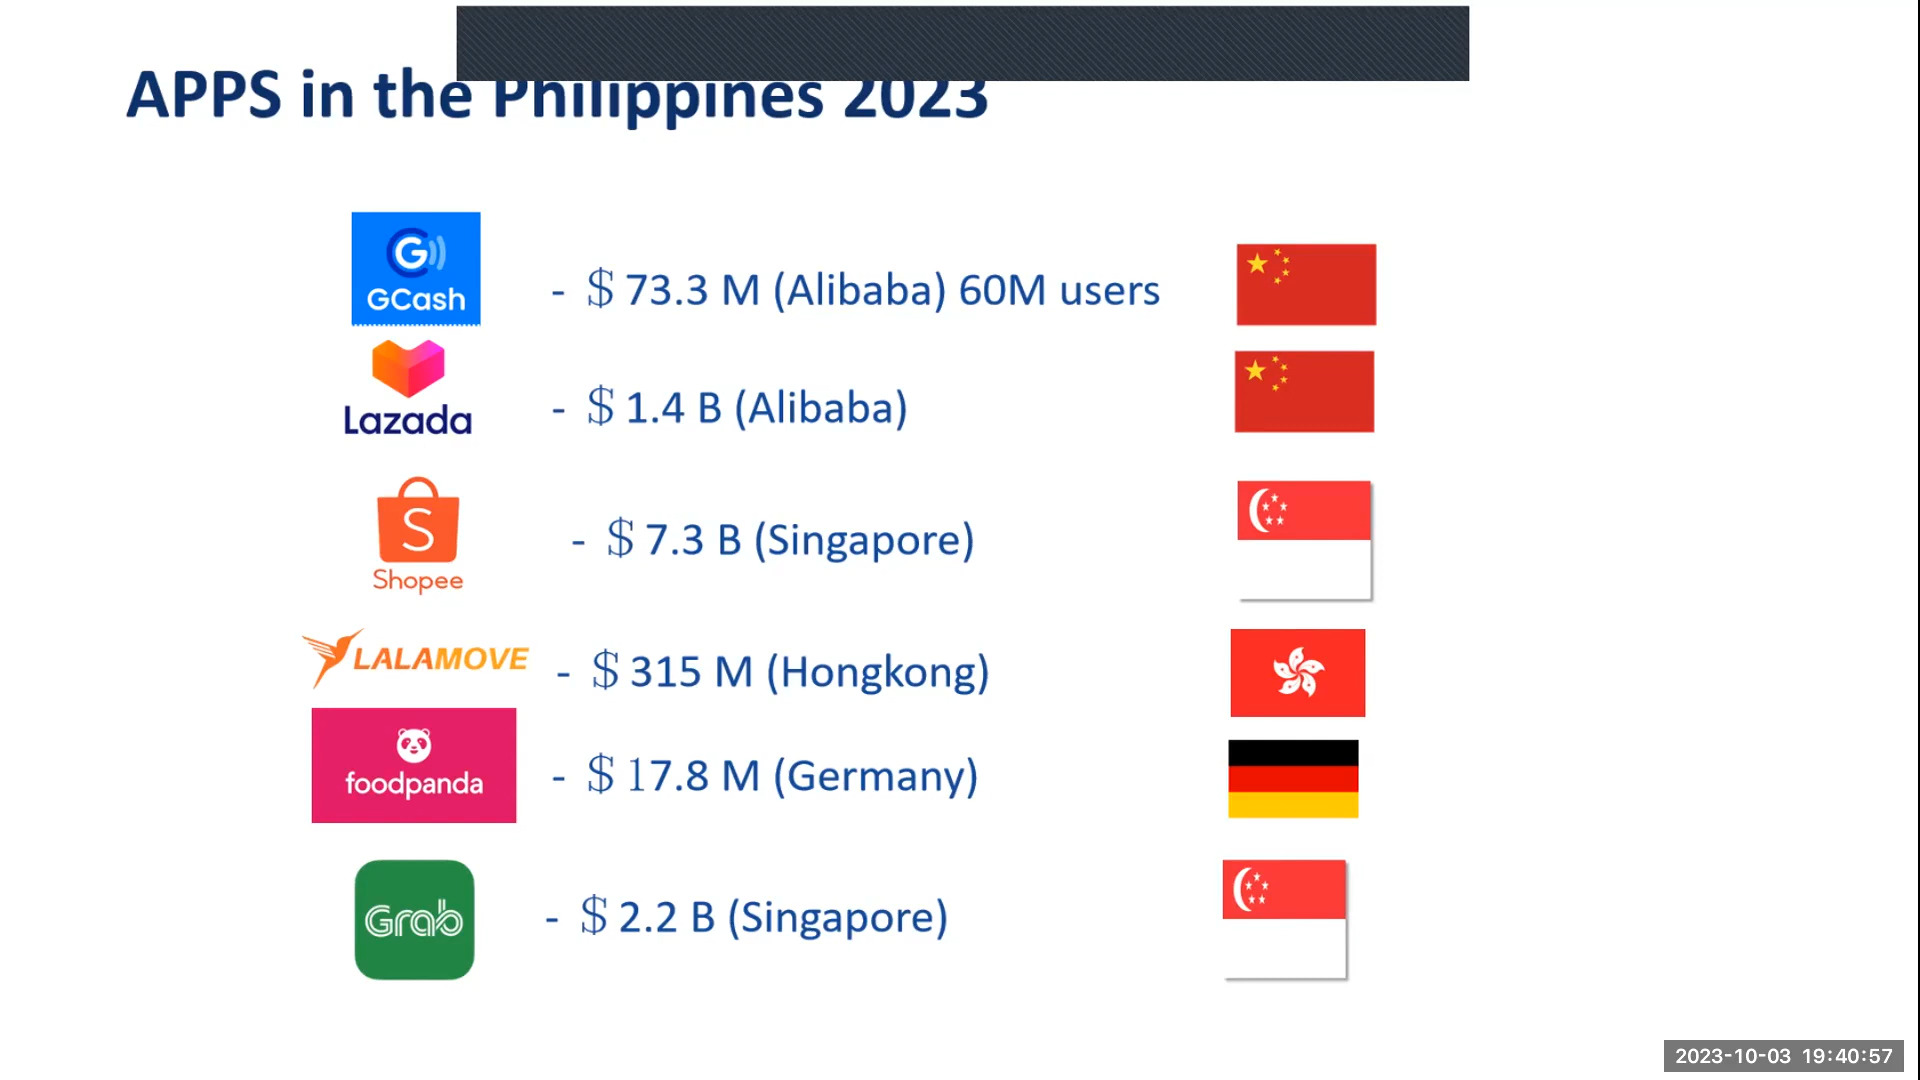 APPS in the Philippines 2023
GCash
- $ 73.3 M (Alibaba) 60M users
Lazada
- $ 1.4 B (Alibaba)
S
Shopee
- $ 7.3 B (Singapore)
LALAMOVE
- $ 315 M (Hongkong)
foodpanda
- $ 17.8 M (Germany)
Grab
- $ 2.2 B (Singapore)
2023-10-03 19:40:57